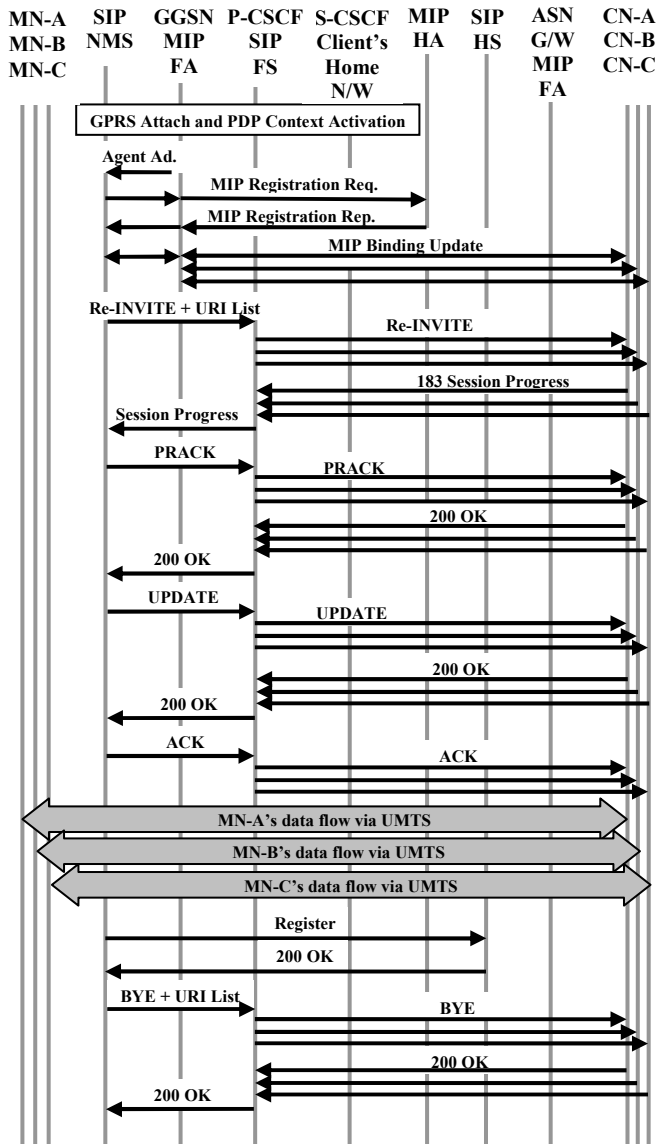 MN-A MN-B MN-C
SIP NMS
GGSN MIP FA
P-CSCF SIP FS
S-CSCF Client's Home N/W
MIP HA
SIP HS
ASN G/W MIP FA
CN-A CN-B CN-C
GPRS Attach and PDP Context Activation
Agent Ad.
MIP Registration Req.
MIP Registration Rep.
MIP Binding Update
Re-INVITE + URI List
Re-INVITE
183 Session Progress
Session Progress
PRACK
PRACK
200 OK
200 OK
UPDATE
UPDATE
200 OK
200 OK
ACK
ACK
MN-A's data flow via UMTS
MN-B's data flow via UMTS
MN-C's data flow via UMTS
Register
200 OK
BYE + URI List
BYE
200 OK
200 OK